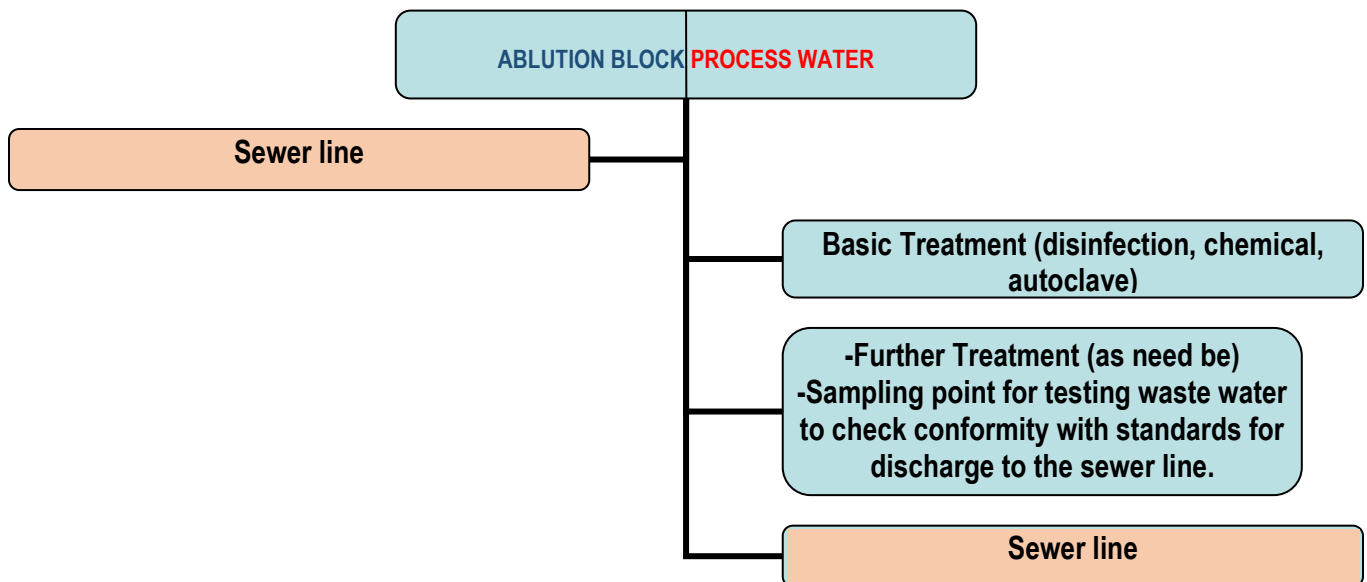 ABLUTION BLOCK PROCESS WATER
Sewer line
Basic Treatment (disinfection, chemical,
autoclave)
-Further Treatment (as need be)
-Sampling point for testing waste water
to check conformity with standards for
discharge to the sewer line.
Sewer line